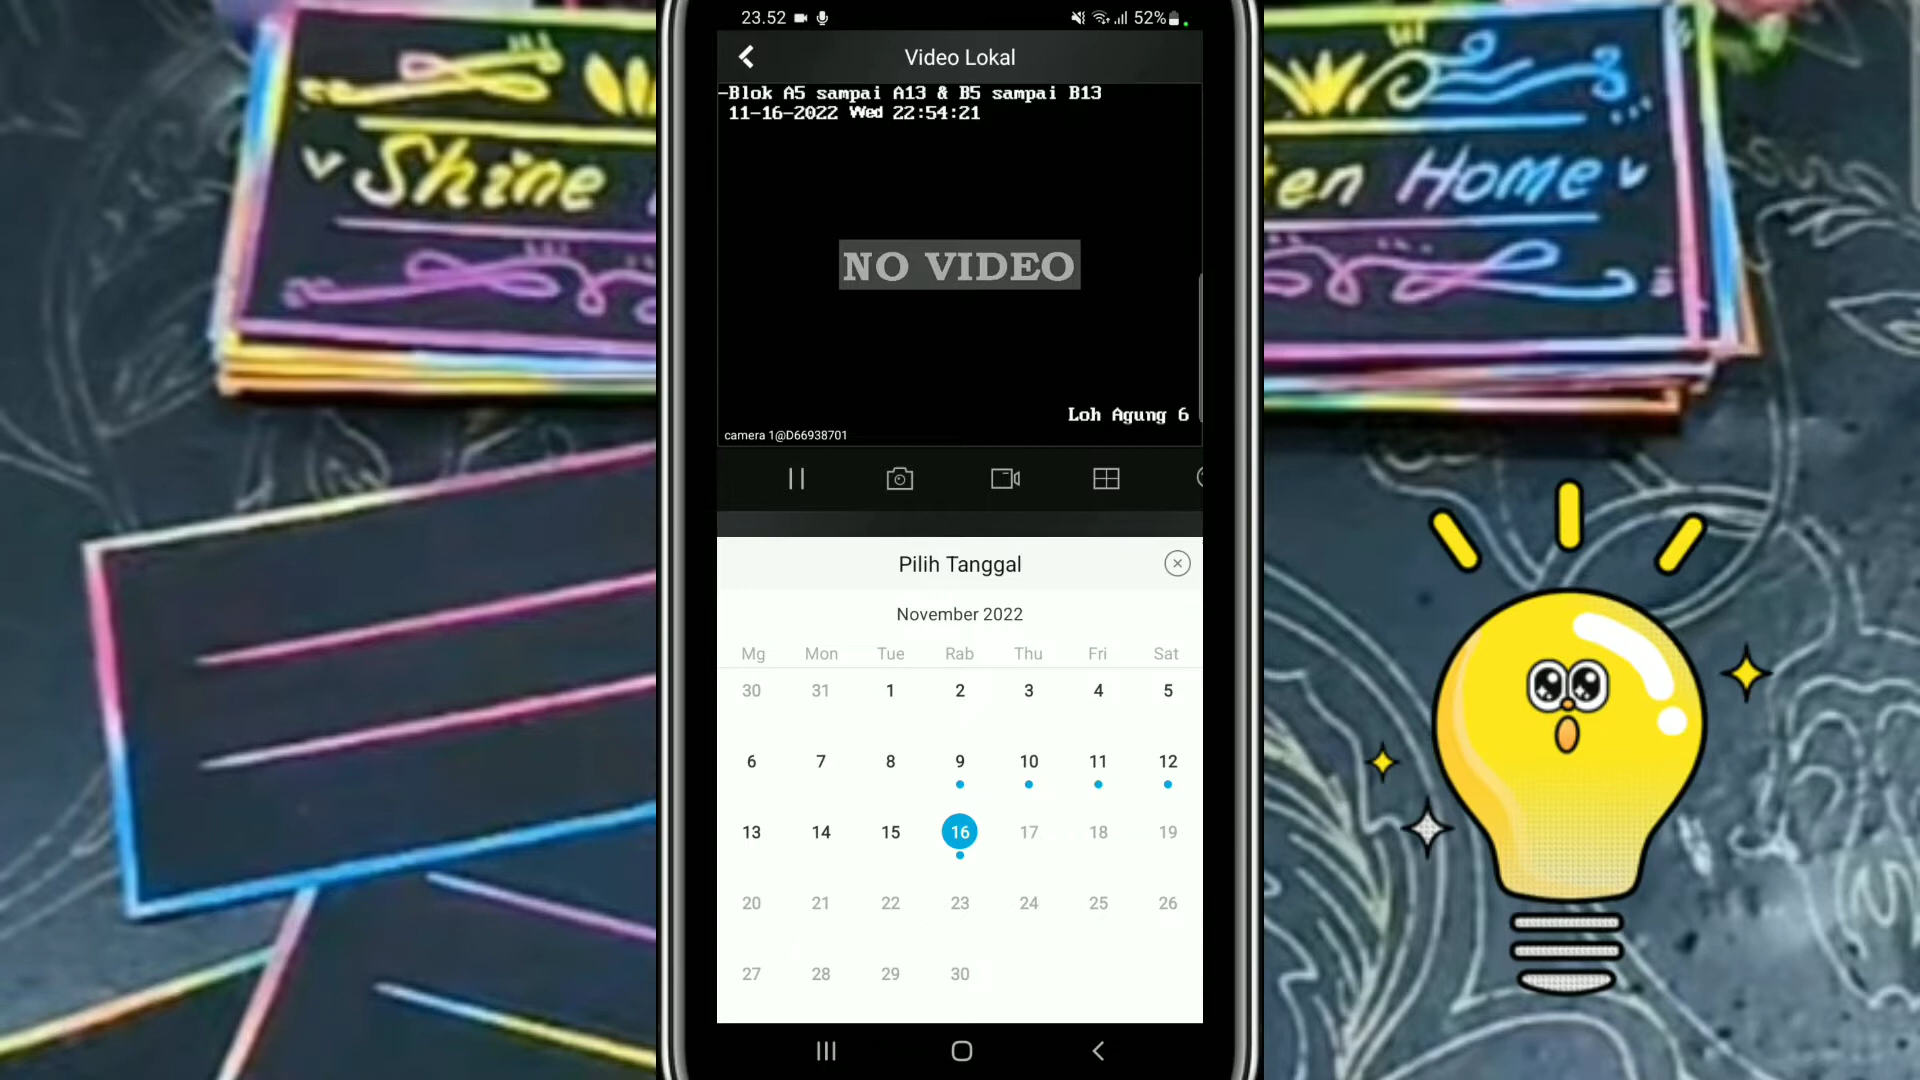 23.52
52%
Video Lokal
-Blok A5 sampai A13 & B5 sampai B13
11-16-2022 Wed 22:54:21
Shine
Home
NO VIDEO
Loh Agung 6
camera 1@D66938701
Pilih Tanggal
November 2022
Mg Mon Tue Rab Thu Fri Sat
30 31 1 2 3 4 5
6 7 8 9 10 11 12
13 14 15 16 17 18 19
20 21 22 23 24 25 26
27 28 29 30